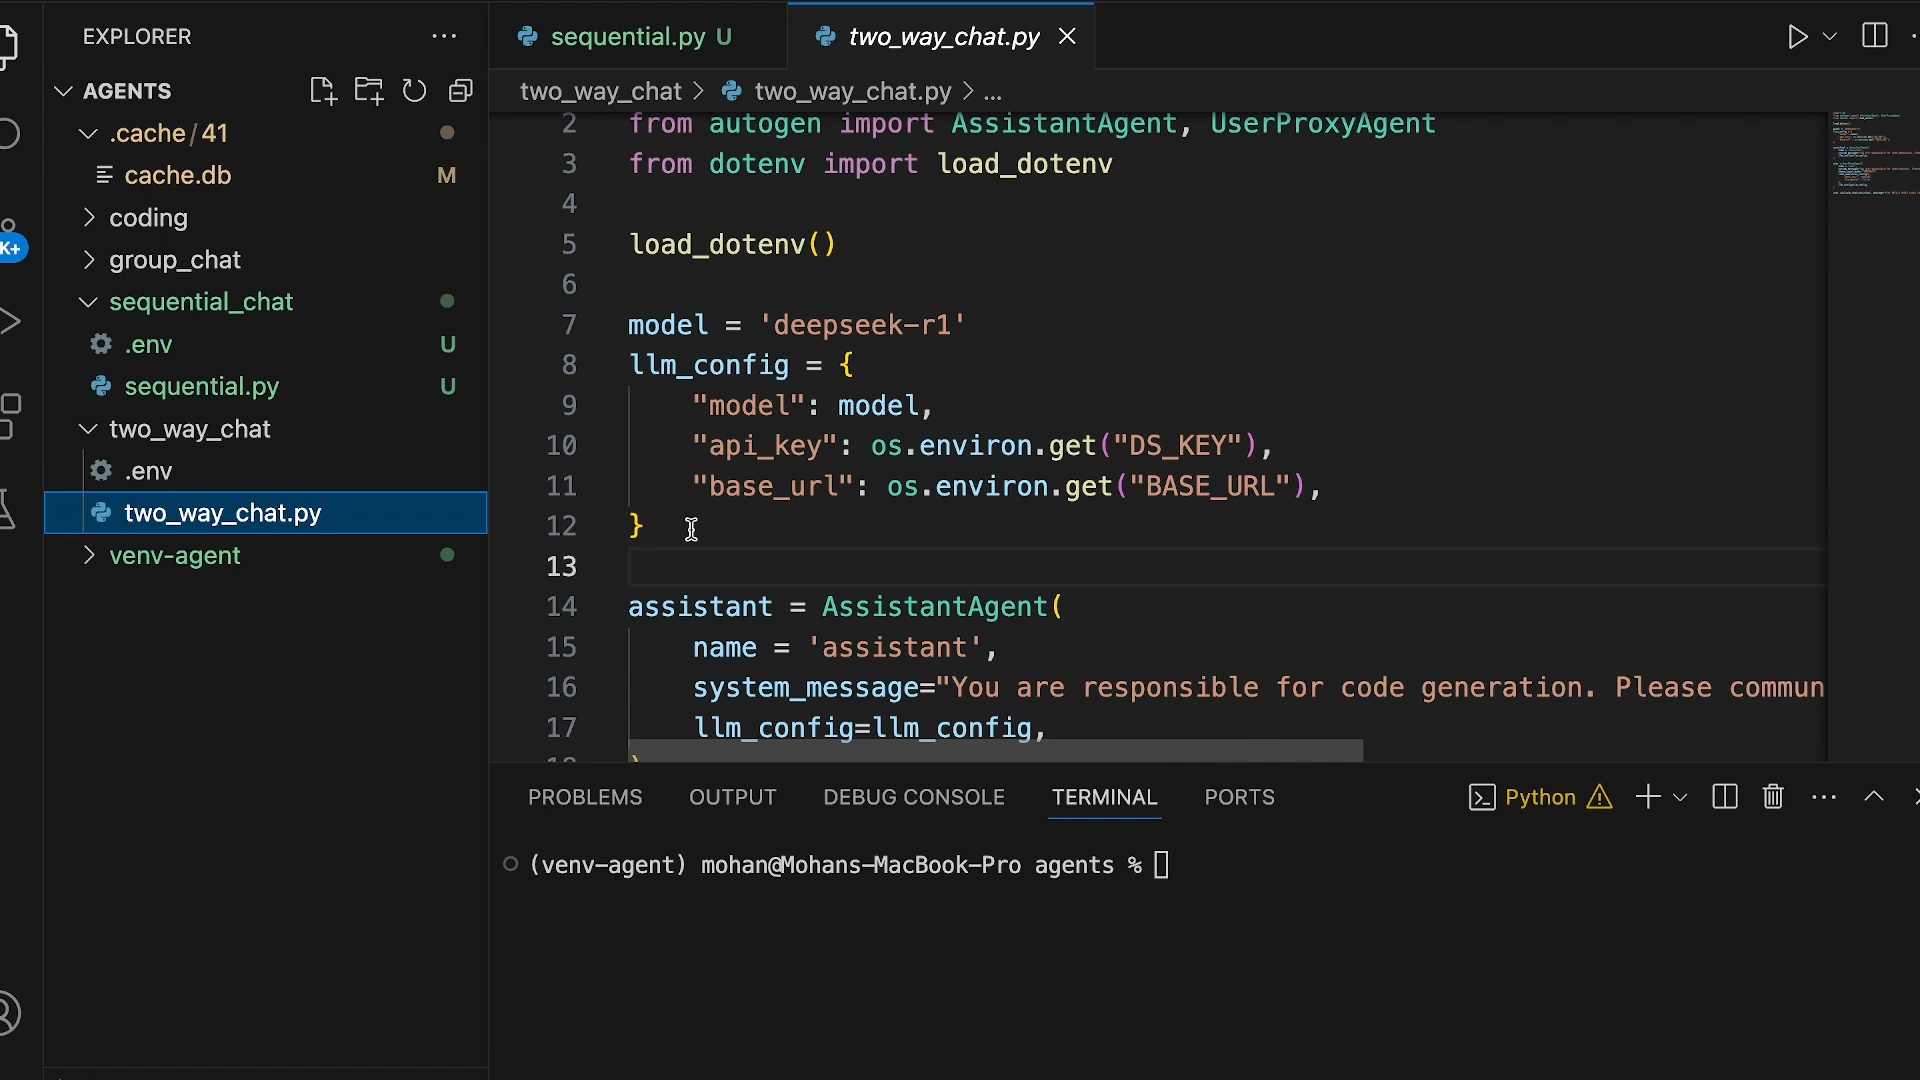 EXPLORER
AGENTS
.cache / 41
cache.db M
coding
group_chat
sequential_chat
.env U
sequential.py U
two_way_chat
.env
two_way_chat.py
venv-agent
K+
sequential.py U
two_way_chat.py
two_way_chat > two_way_chat.py > ...
2 from autogen import AssistantAgent, UserProxyAgent
3 from dotenv import load_dotenv
4
5 load_dotenv()
6
7 model = 'deepseek-r1'
8 llm_config = {
9 "model": model,
10 "api_key": os.environ.get("DS_KEY"),
11 "base_url": os.environ.get("BASE_URL"),
12 }
13
14 assistant = AssistantAgent(
15 name = 'assistant',
16 system_message="You are responsible for code generation. Please commun
17 llm_config=llm_config,
PROBLEMS OUTPUT DEBUG CONSOLE TERMINAL PORTS Python
(venv-agent) mohan@Mohans-MacBook-Pro agents %